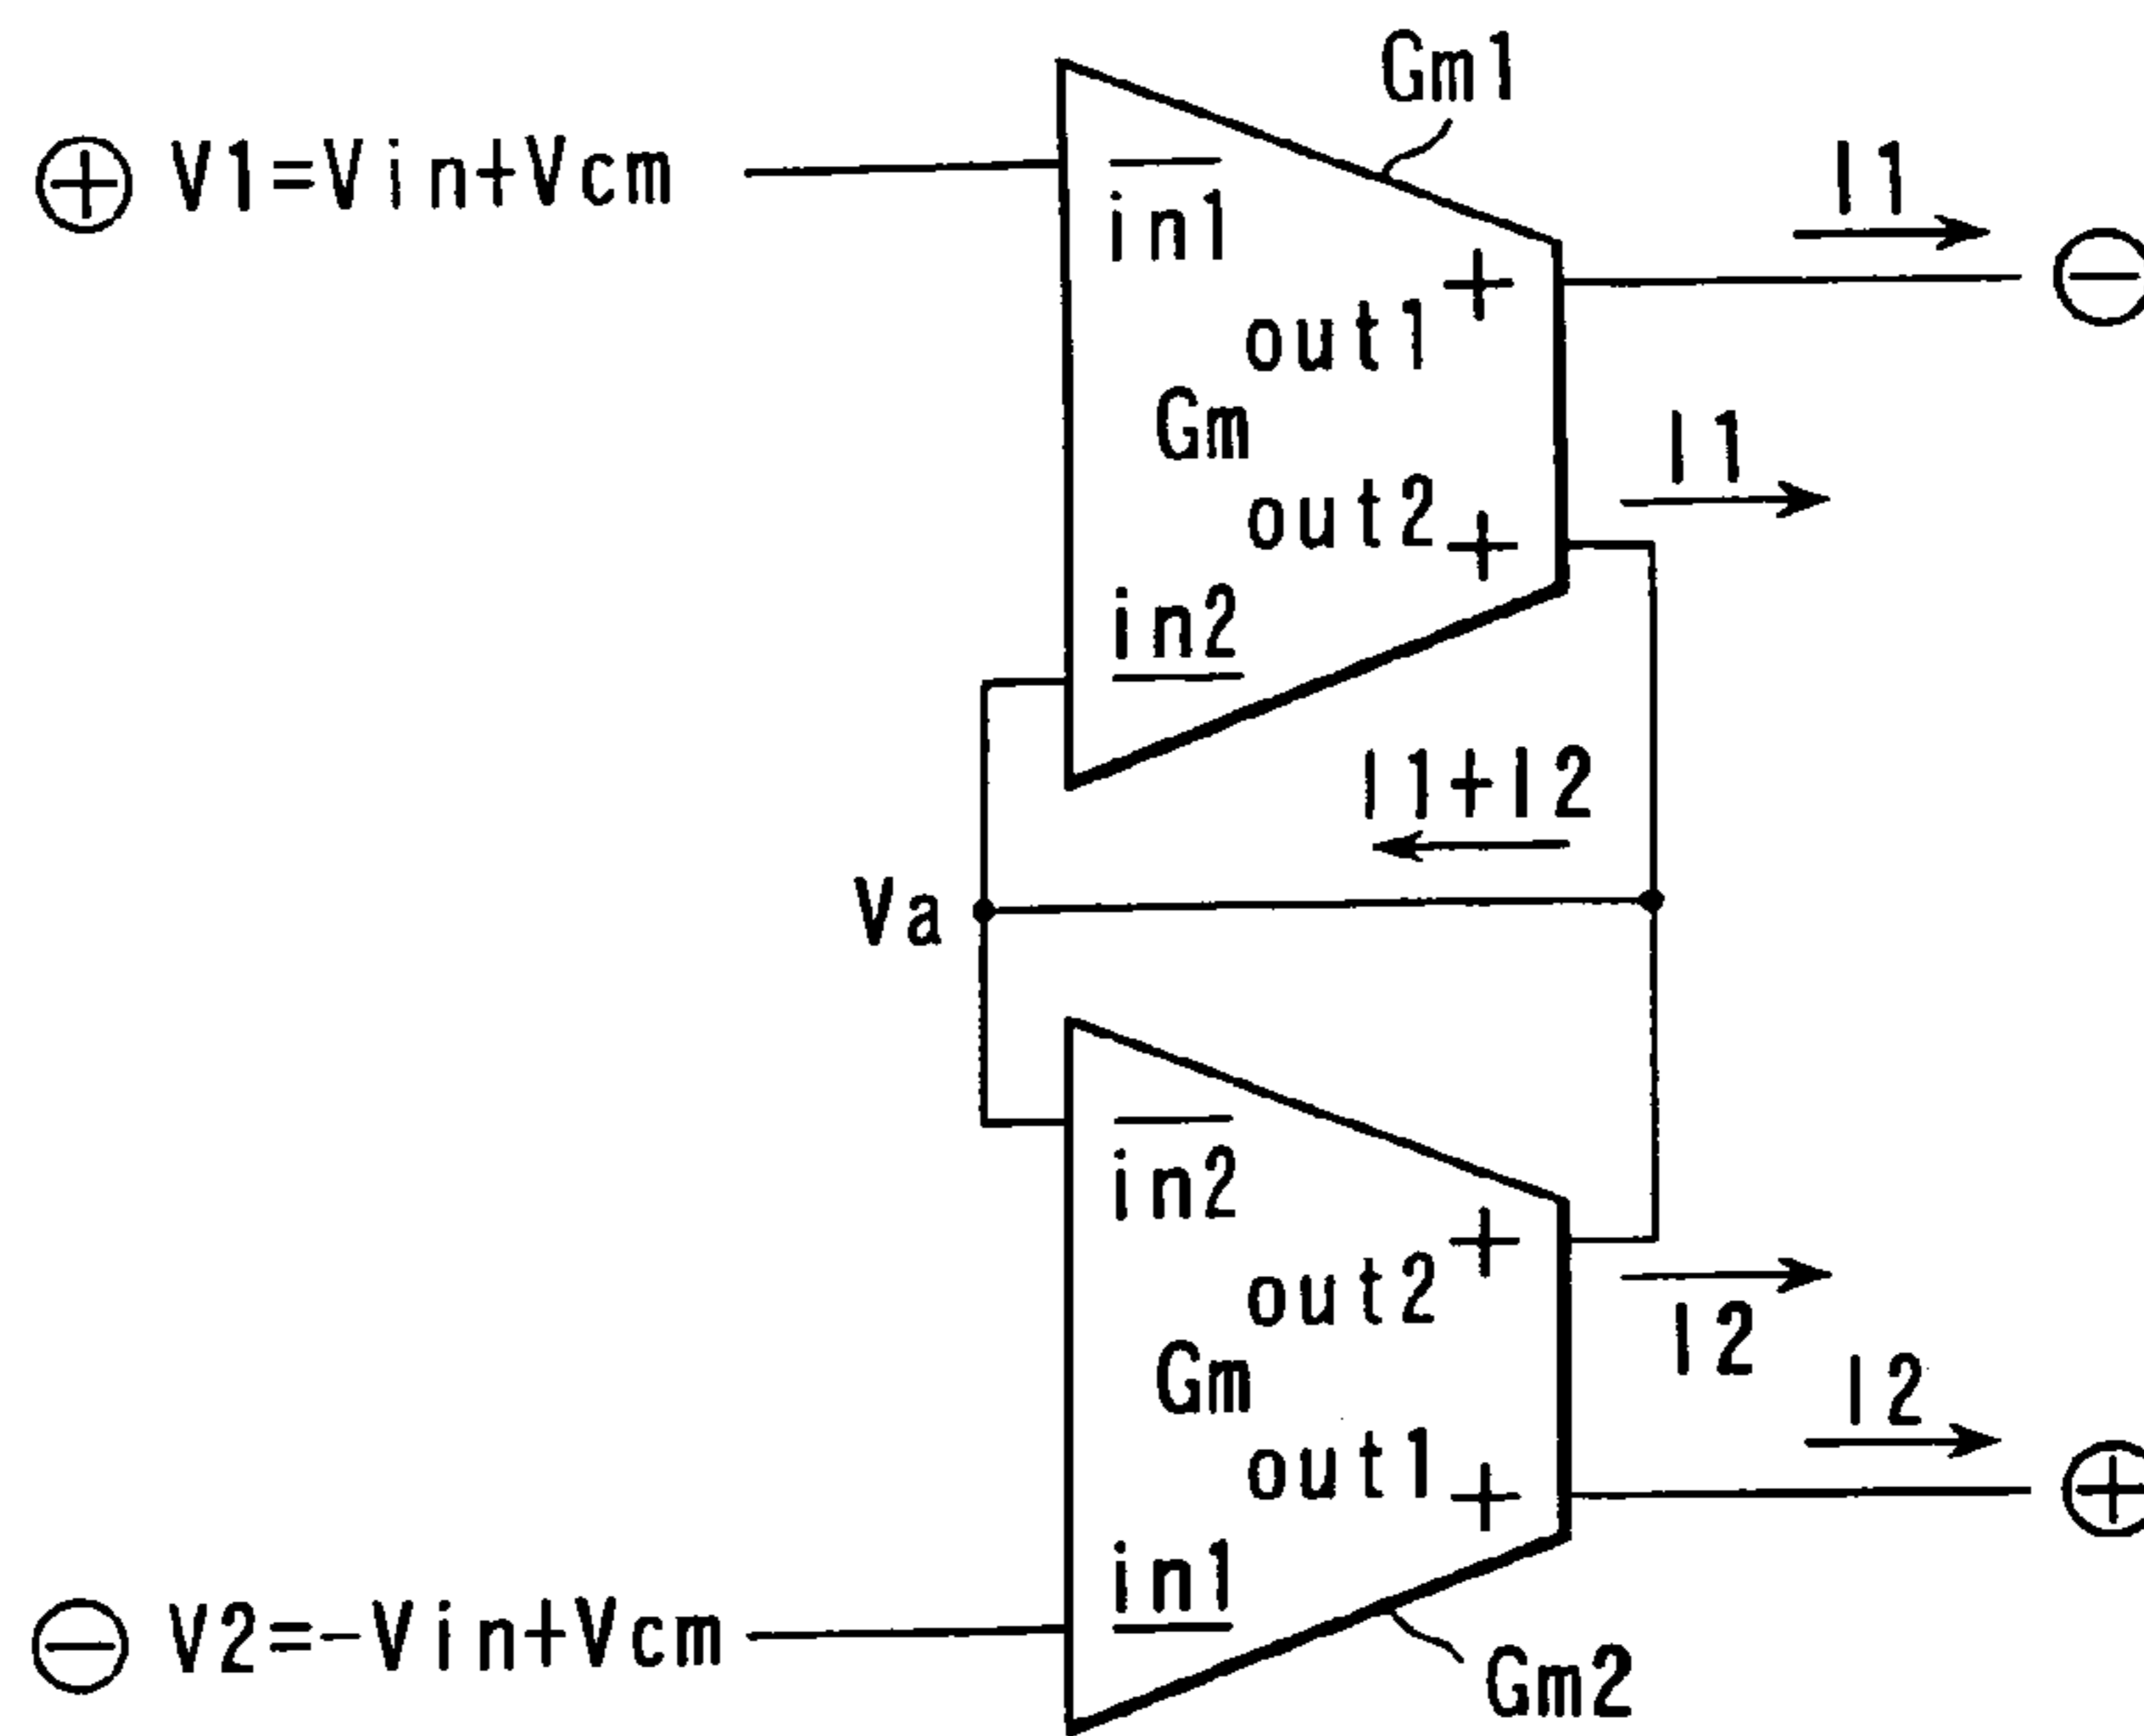 Gm1
⊕ V1=Vin+Vcm
in1
I1
+
⊖
out1
Gm
I1
out2
+
in2
I1+I2
Va
in2
+
out2
I2
Gm
I2
out1
+
⊕
in1
⊖ V2=-Vin+Vcm
Gm2